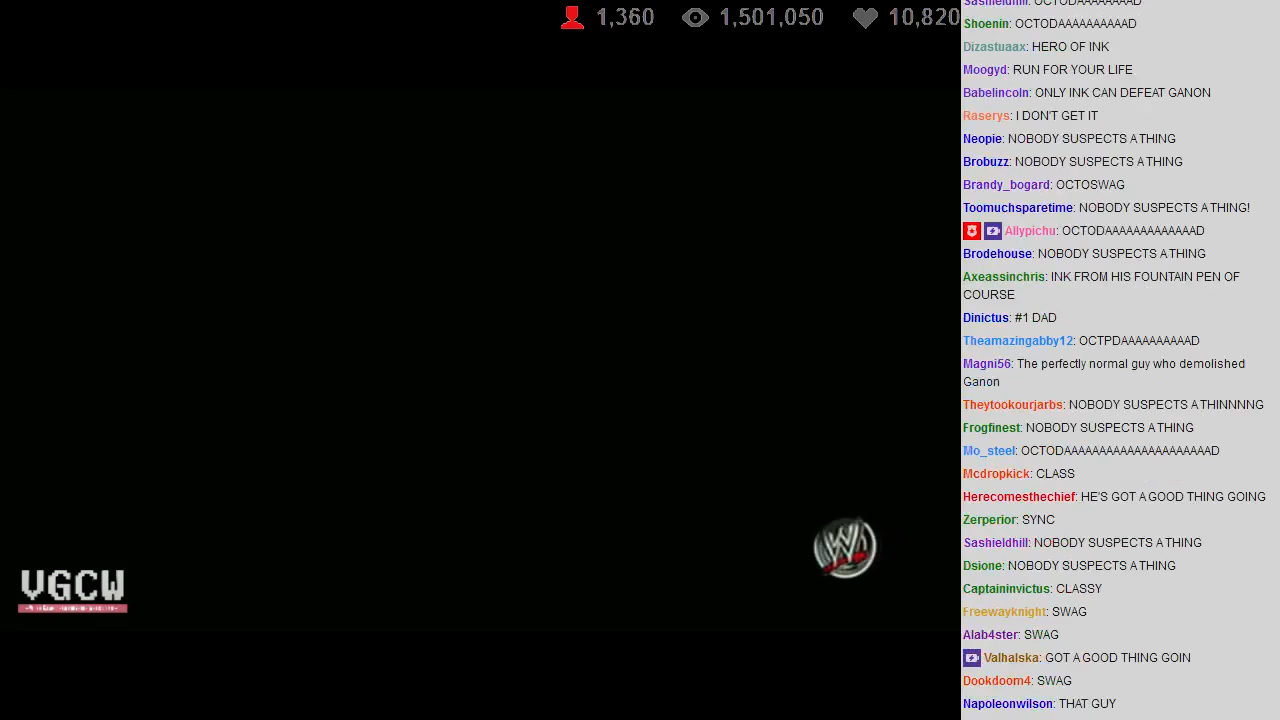 1,360 1,501,050 10,820
Sashieldhill: OCTODAAAAAAAAD
Shoenin: OCTODAAAAAAAAAAD
Dizastuaax: HERO OF INK
Moogyd: RUN FOR YOUR LIFE
Babelincoln: ONLY INK CAN DEFEAT GANON
Raserys: I DON'T GET IT
Neopie: NOBODY SUSPECTS A THING
Brobuzz: NOBODY SUSPECTS A THING
Brandy_bogard: OCTOSWAG
Toomuchsparetime: NOBODY SUSPECTS A THING!
Allypichu: OCTODAAAAAAAAAAAAAD
Brodehouse: NOBODY SUSPECTS A THING
Axeassinchris: INK FROM HIS FOUNTAIN PEN OF
COURSE
Dinictus: #1 DAD
Theamazingabby12: OCTPDAAAAAAAAAAD
Magni56: The perfectly normal guy who demolished
Ganon
Theytookourjarbs: NOBODY SUSPECTS A THINNNNG
Frogfinest: NOBODY SUSPECTS A THING
Mo_steel: OCTODAAAAAAAAAAAAAAAAAAAAD
Mcdropkick: CLASS
Herecomesthechief: HE'S GOT A GOOD THING GOING
Zerperior: SYNC
Sashieldhill: NOBODY SUSPECTS A THING
Dsione: NOBODY SUSPECTS A THING
Captaininvictus: CLASSY
Freewayknight: SWAG
Alab4ster: SWAG
Valhalska: GOT A GOOD THING GOIN
Dookdoom4: SWAG
Napoleonwilson: THAT GUY
W
VGCW